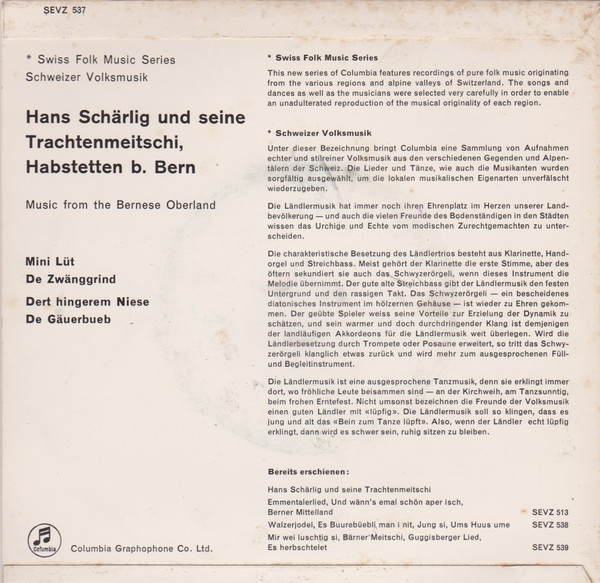 SEVZ 537
* Swiss Folk Music Series
Schweizer Volksmusik
Hans Schärlig und seine
Trachtenmeitschi,
Habstetten b. Bern
Music from the Bernese Oberland
Mini Lüt
De Zwänggrind
Dert hingerem Niese
De Gäuerbueb
Columbia
Columbia Graphophone Co. Ltd.
* Swiss Folk Music Series
This new series of Columbia features recordings of pure folk music originating
from the various regions and alpine valleys of Switzerland. The songs and
dances as well as the musicians were selected very carefully in order to enable
an unadulterated reproduction of the musical originality of each region.
* Schweizer Volksmusik
Unter dieser Bezeichnung bringt Columbia eine Sammlung von Aufnahmen
echter und stilreiner Volksmusik aus den verschiedenen Gegenden und Alpen-
tälern der Schweiz. Die Lieder und Tänze, wie auch die Musikanten wurden
sorgfältig ausgewählt, um die lokalen musikalischen Eigenarten unverfälscht
wiederzugeben.
Die Ländlermusik hat immer noch ihren Ehrenplatz im Herzen unserer Land-
bevölkerung — und auch die vielen Freunde des Bodenständigen in den Städten
wissen das Urchige und Echte vom modischen Zurechtgemachten zu unter-
scheiden.
Die charakteristische Besetzung des Ländlertrios besteht aus Klarinette, Hand-
orgel und Streichbass. Meist gehört der Klarinette die erste Stimme, aber des
öftern sekundiert sie auch das Schwyzerörgeli, wenn dieses Instrument die
Melodie übernimmt. Der gute alte Streichbass gibt der Ländlermusik den festen
Untergrund und den rassigen Takt. Das Schwyzerörgeli — ein bescheidenes
diatonisches Instrument im hölzernen Gehäuse — ist wieder zu Ehren gekom-
men. Der geübte Spieler weiss seine Vorteile zur Erzielung der Dynamik zu
schätzen, und sein warmer und doch durchdringender Klang ist demjenigen
der landläufigen Akkordeons für die Ländlermusik weit überlegen. Wird die
Ländlerbesetzung durch Trompete oder Posaune erweitert, so tritt das Schwy-
zerörgeli klanglich etwas zurück und wird mehr zum ausgesprochenen Füll-
und Begleitinstrument.
Die Ländlermusik ist eine ausgesprochene Tanzmusik, denn sie erklingt immer
dort, wo fröhliche Leute beisammen sind — an der Kirchweih, am Tanzsunntig,
beim frohen Erntefest. Nicht umsonst bezeichnen die Freunde der Volksmusik
einen guten Ländler mit «lüpfig». Die Ländlermusik soll so klingen, dass es
jung und alt das «Bein zum Tanze lüpft». Also, wenn der Ländler echt lüpfig
erklingt, dann wird es schwer sein, ruhig sitzen zu bleiben.
Bereits erschienen:
Hans Schärlig und seine Trachtenmeitschi
Emmentalerlied, Und wänn's emal schön aper isch,
Berner Mittelland SEVZ 513
Walzerjodel, Es Buurebüebli man i nit, Jung si, Ums Huus ume SEVZ 538
Mir wei luschtig si, Bärner Meitschi, Guggisberger Lied,
Es herbschtelet SEVZ 539